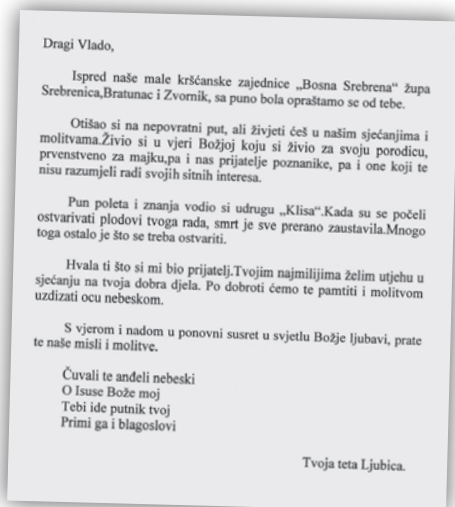 Dragi Vlado,
Ispred naše male kršćanske zajednice „Bosna Srebrena“ župa
Srebrenica,Bratunac i Zvornik, sa puno bola opraštamo se od tebe.
Otišao si na nepovratni put, ali živjeti ćeš u našim sjećanjima i
molitvama.Živio si u vjeri Božjoj koju si živio za svoju porodicu,
prvenstveno za majku,pa i nas prijatelje poznanike, pa i one koji te
nisu razumjeli radi svojih sitnih interesa.
Pun poleta i znanja vodio si udrugu „Klisa“.Kada su se počeli
ostvarivati plodovi tvoga rada, smrt je sve prerano zaustavila.Mnogo
toga ostalo je što se treba ostvariti.
Hvala ti što si mi bio prijatelj.Tvojim najmilijima želim utjehu u
sjećanju na tvoja dobra djela. Po dobroti ćemo te pamtiti i molitvom
uzdizati ocu nebeskom.
S vjerom i nadom u ponovni susret u svjetlu Božje ljubavi, prate
te naše misli i molitve.
Čuvali te anđeli nebeski
O Isuse Bože moj
Tebi ide putnik tvoj
Primi ga i blagoslovi
Tvoja teta Ljubica.